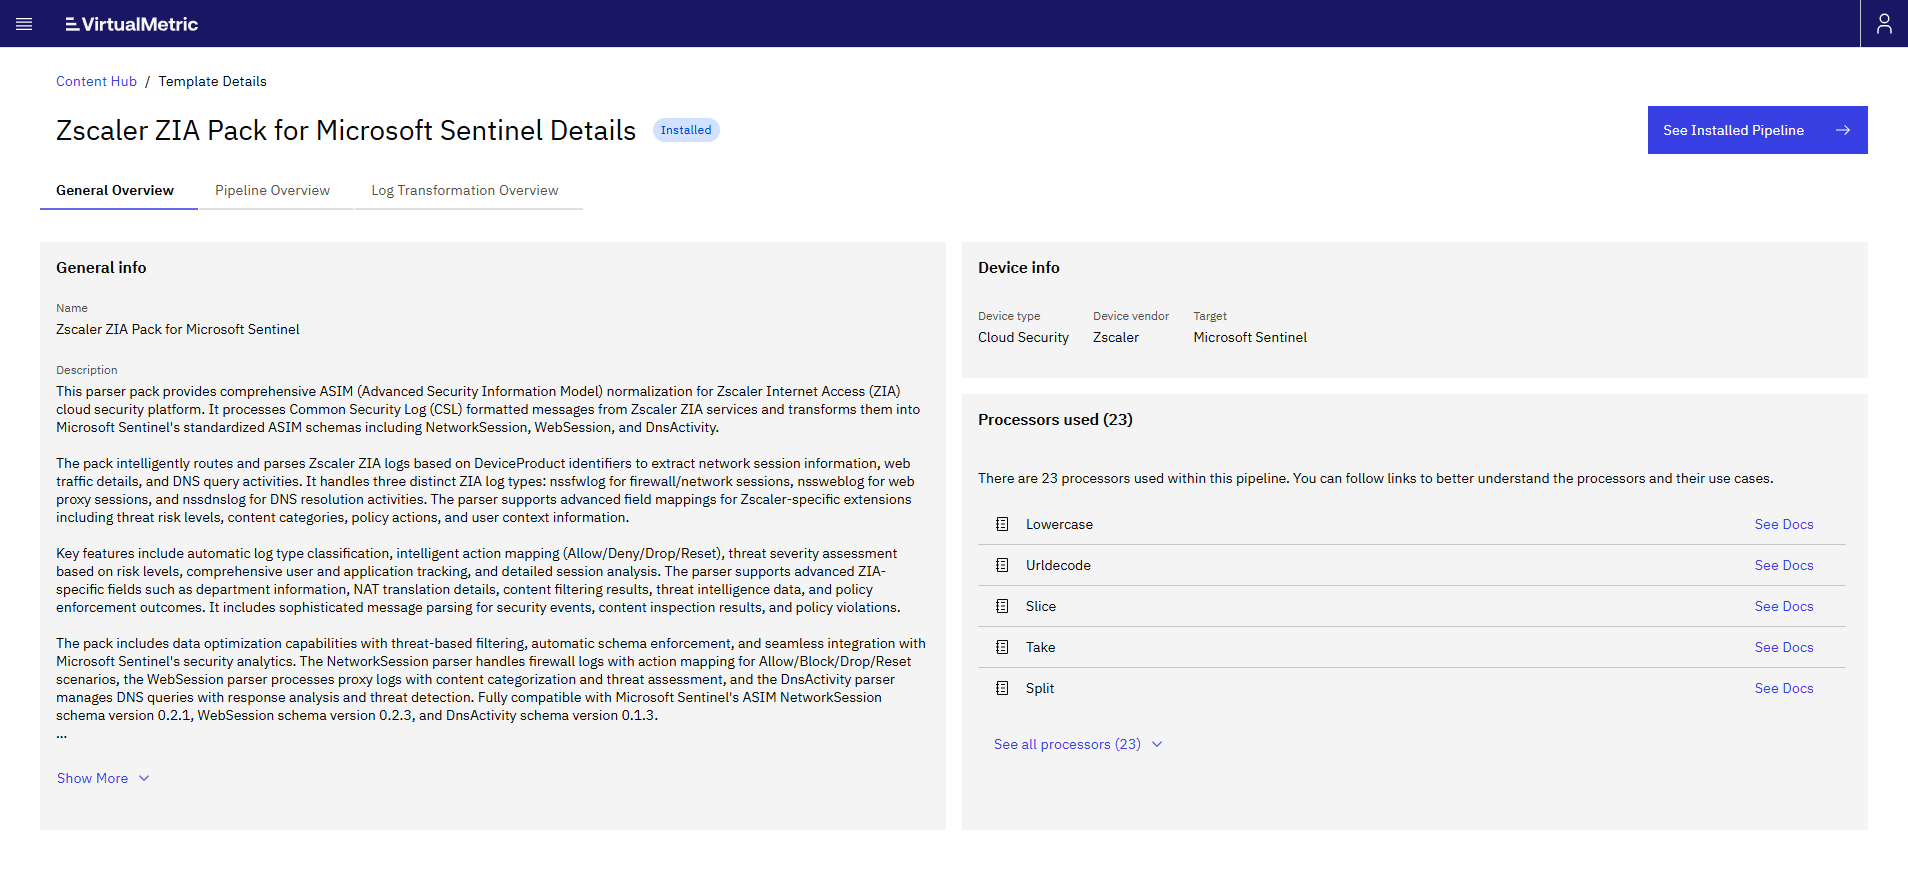 VirtualMetric
Content Hub / Template Details
Zscaler ZIA Pack for Microsoft Sentinel Details
Installed
See Installed Pipeline
General Overview
Pipeline Overview
Log Transformation Overview
General info
Name
Zscaler ZIA Pack for Microsoft Sentinel
Description
This parser pack provides comprehensive ASIM (Advanced Security Information Model) normalization for Zscaler Internet Access (ZIA)
cloud security platform. It processes Common Security Log (CSL) formatted messages from Zscaler ZIA services and transforms them into
Microsoft Sentinel's standardized ASIM schemas including NetworkSession, WebSession, and DnsActivity.
The pack intelligently routes and parses Zscaler ZIA logs based on DeviceProduct identifiers to extract network session information, web
traffic details, and DNS query activities. It handles three distinct ZIA log types: nssfwlog for firewall/network sessions, nssweblog for web
proxy sessions, and nssdnslog for DNS resolution activities. The parser supports advanced field mappings for Zscaler-specific extensions
including threat risk levels, content categories, policy actions, and user context information.
Key features include automatic log type classification, intelligent action mapping (Allow/Deny/Drop/Reset), threat severity assessment
based on risk levels, comprehensive user and application tracking, and detailed session analysis. The parser supports advanced ZIA-
specific fields such as department information, NAT translation details, content filtering results, threat intelligence data, and policy
enforcement outcomes. It includes sophisticated message parsing for security events, content inspection results, and policy violations.
The pack includes data optimization capabilities with threat-based filtering, automatic schema enforcement, and seamless integration with
Microsoft Sentinel's security analytics. The NetworkSession parser handles firewall logs with action mapping for Allow/Block/Drop/Reset
scenarios, the WebSession parser processes proxy logs with content categorization and threat assessment, and the DnsActivity parser
manages DNS queries with response analysis and threat detection. Fully compatible with Microsoft Sentinel's ASIM NetworkSession
schema version 0.2.1, WebSession schema version 0.2.3, and DnsActivity schema version 0.1.3.
...
Show More
Device info
Device type
Cloud Security
Device vendor
Zscaler
Target
Microsoft Sentinel
Processors used (23)
There are 23 processors used within this pipeline. You can follow links to better understand the processors and their use cases.
Lowercase See Docs
Urldecode See Docs
Slice See Docs
Take See Docs
Split See Docs
See all processors (23)